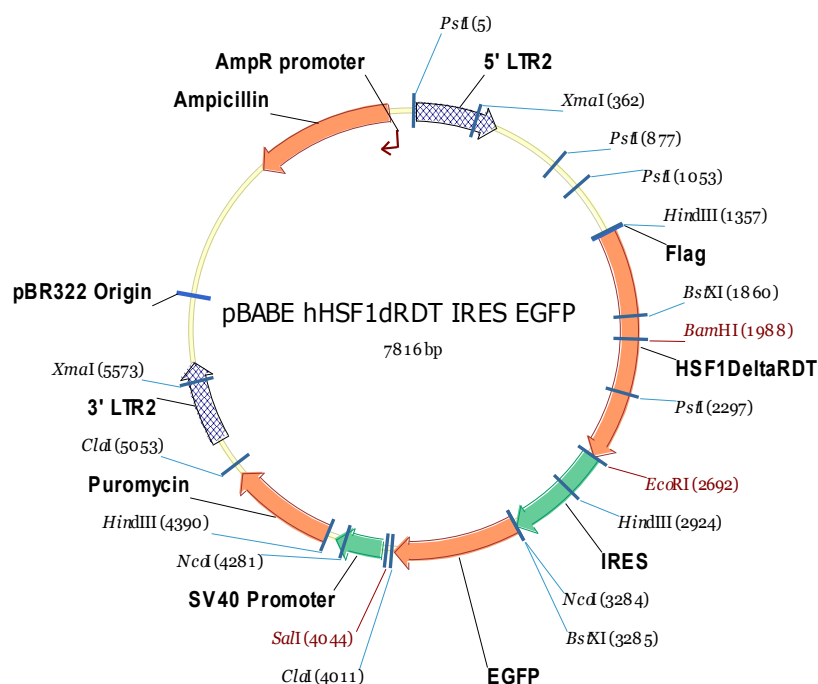 PstI (5)
5' LTR2
XmaI (362)
PstI (877)
PstI (1053)
HindIII (1357)
Flag
BstXI (1860)
BamHI (1988)
HSF1DeltaRDT
PstI (2297)
EcoRI (2692)
HindIII (2924)
IRES
NcoI (3284)
BstXI (3285)
EGFP
ClaI (4011)
SalI (4044)
SV40 Promoter
NcoI (4281)
HindIII (4390)
Puromycin
ClaI (5053)
3' LTR2
XmaI (5573)
pBR322 Origin
Ampicillin
AmpR promoter
pBABE hHSF1dRDT IRES EGFP
7816 bp